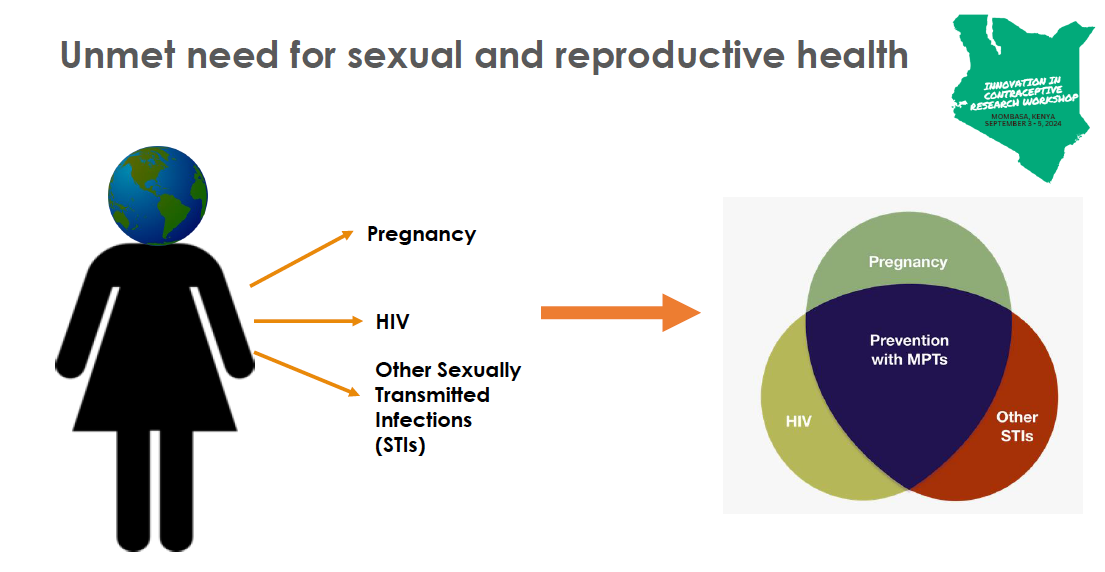 Unmet need for sexual and reproductive health
INNOVATION IN
CONTRACEPTIVE
RESEARCH WORKSHOP
MOMBASA, KENYA
SEPTEMBER 3 - 5, 2024
Pregnancy
HIV
Other Sexually
Transmitted
Infections
(STIs)
Pregnancy
Prevention
with MPTs
HIV
Other
STIs